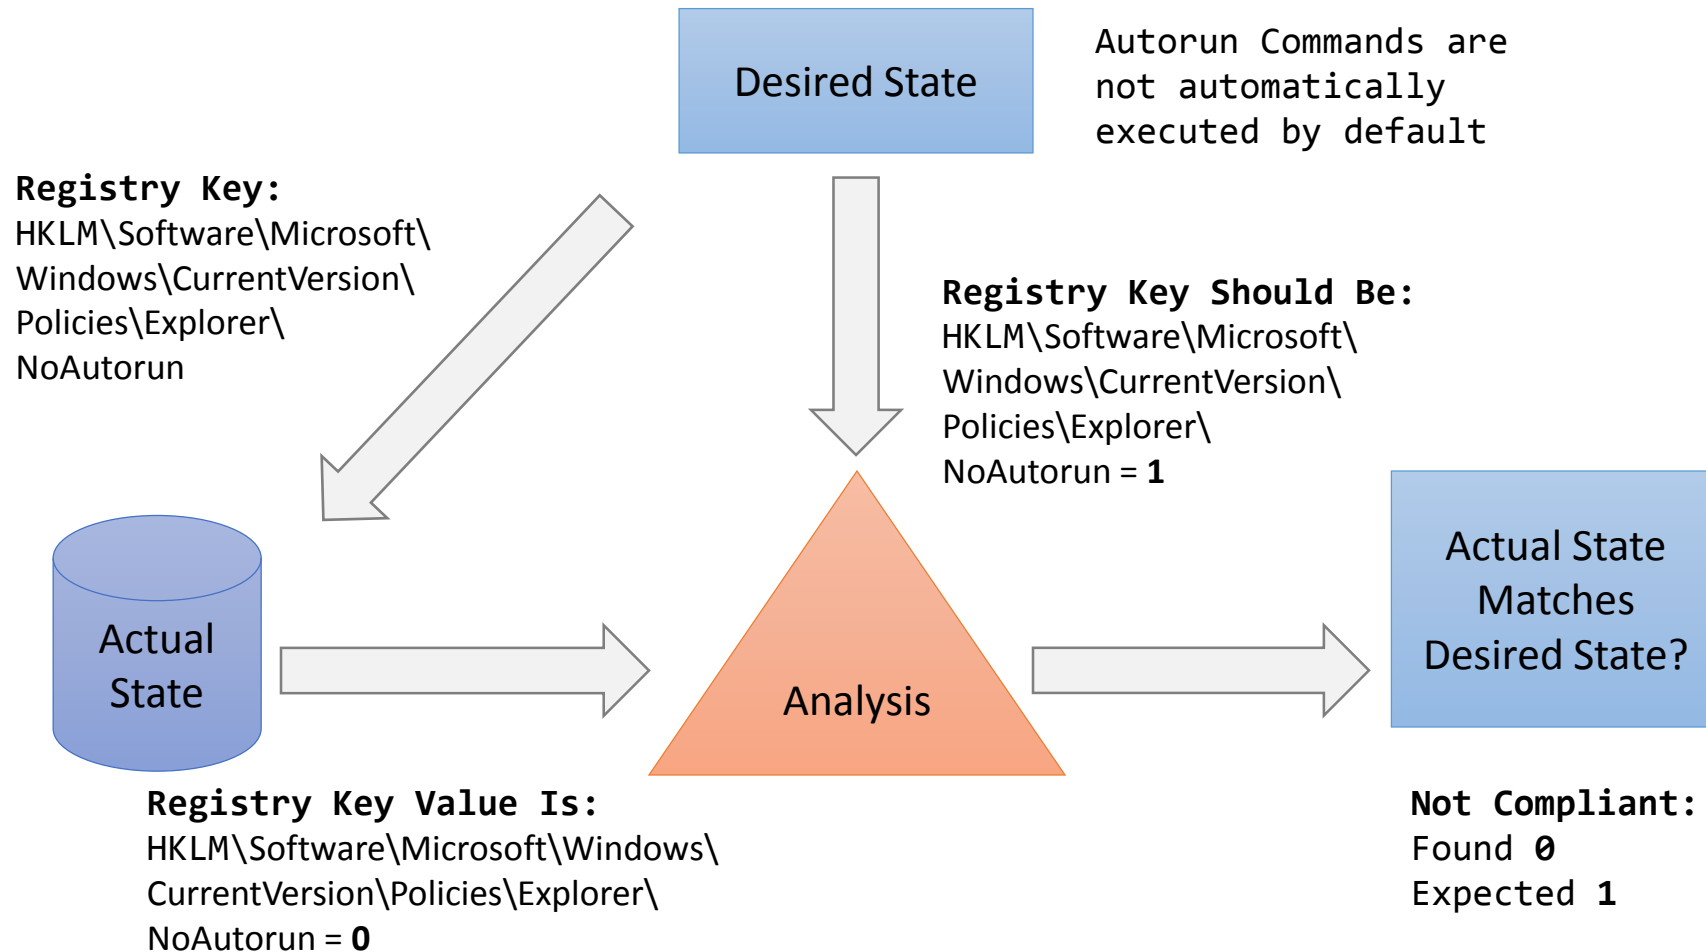 Desired State
Autorun Commands are
not automatically
executed by default
Registry Key:
HKLM\Software\Microsoft\
Windows\CurrentVersion\
Policies\Explorer\
NoAutorun
Registry Key Should Be:
HKLM\Software\Microsoft\
Windows\CurrentVersion\
Policies\Explorer\
NoAutorun = 1
Actual
State
Analysis
Actual State
Matches
Desired State?
Registry Key Value Is:
HKLM\Software\Microsoft\Windows\
CurrentVersion\Policies\Explorer\
NoAutorun = 0
Not Compliant:
Found 0
Expected 1